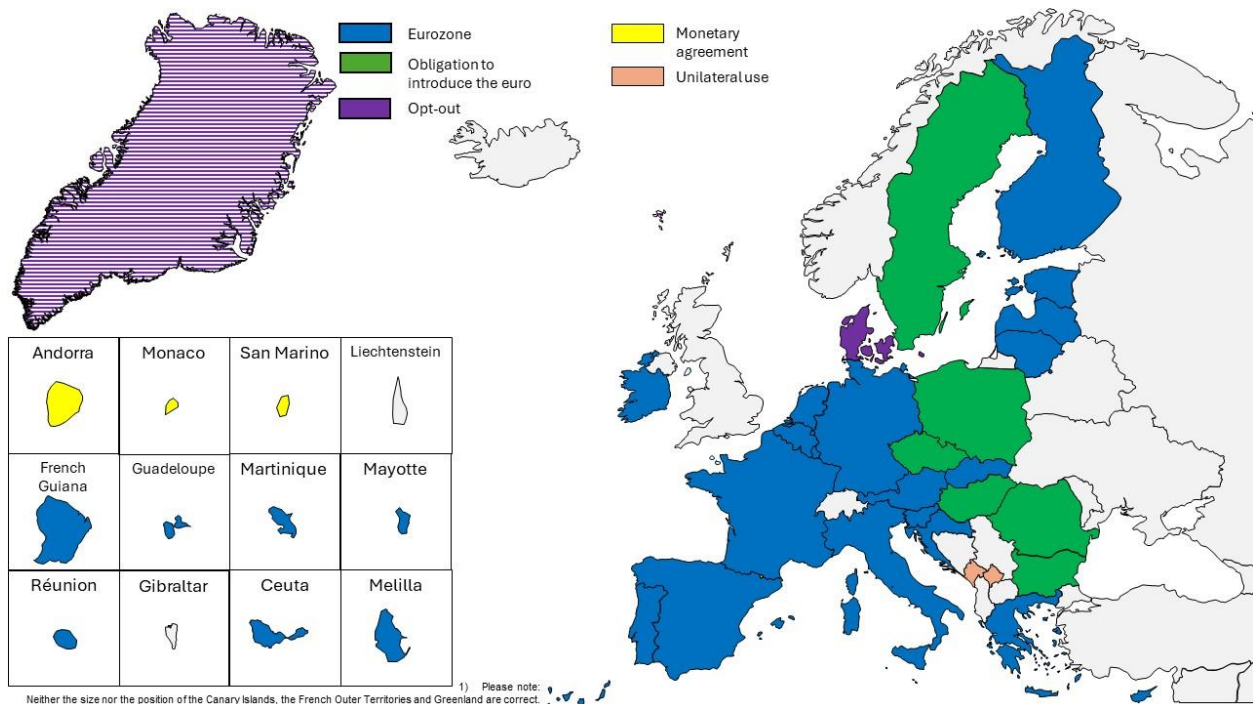 Eurozone
Obligation to
introduce the euro
Opt-out
Monetary
agreement
Unilateral use
Andorra
Monaco
San Marino
Liechtenstein
French
Guiana
Guadeloupe
Martinique
Mayotte
Réunion
Gibraltar
Ceuta
Melilla
1) Please note:
Neither the size nor the position of the Canary Islands, the French Outer Territories and Greenland are correct.